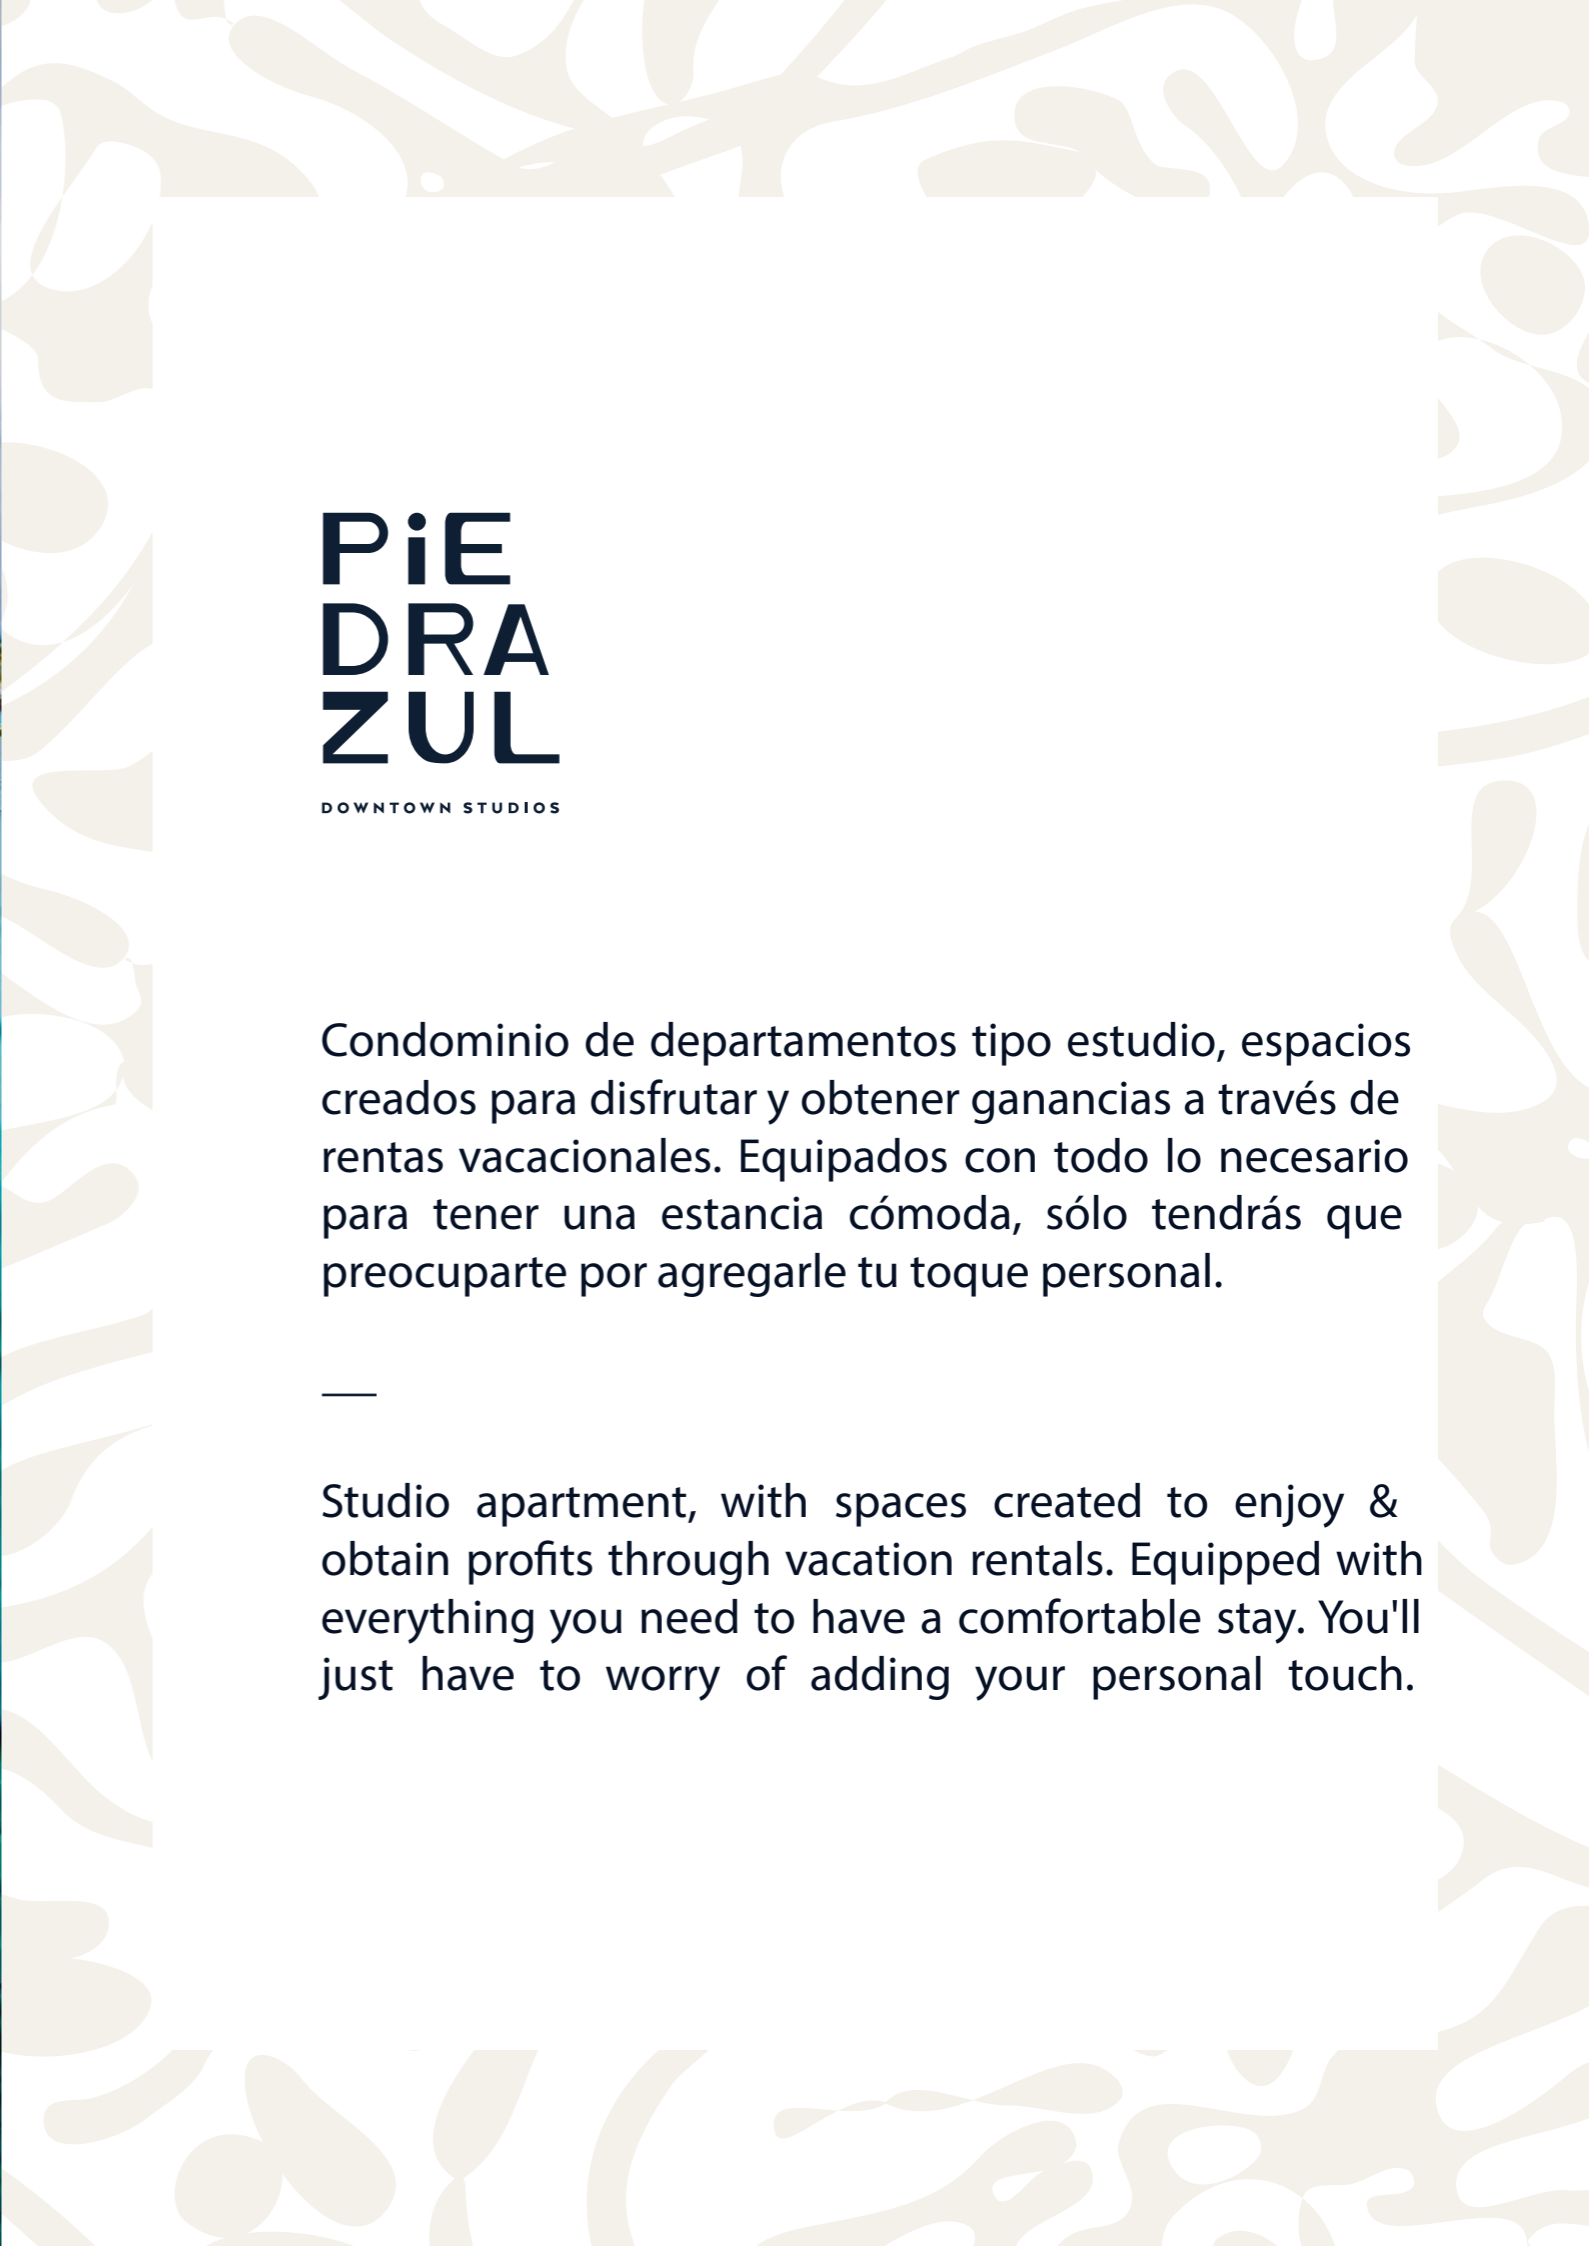 PiE
DRA
ZUL
DOWNTOWN STUDIOS
Condominio de departamentos tipo estudio, espacios
creados para disfrutar y obtener ganancias a través de
rentas vacacionales. Equipados con todo lo necesario
para tener una estancia cómoda, sólo tendrás que
preocuparte por agregarle tu toque personal.
Studio apartment, with spaces created to enjoy &
obtain profits through vacation rentals. Equipped with
everything you need to have a comfortable stay. You'll
just have to worry of adding your personal touch.